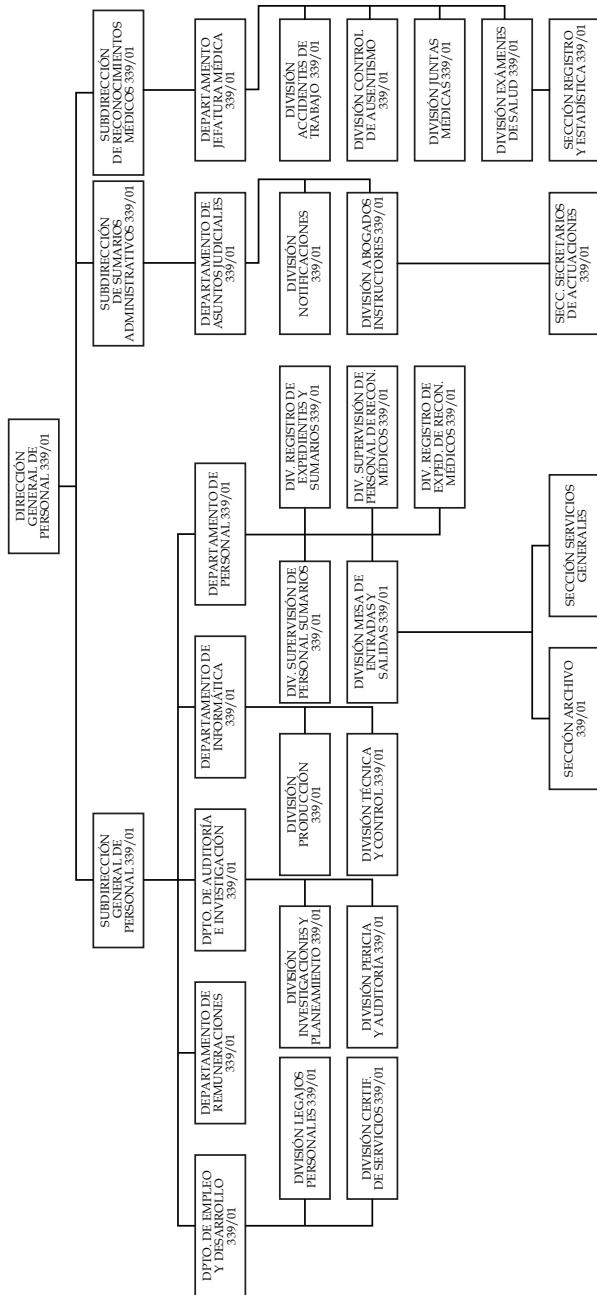 DIRECCIÓN
GENERAL DE
PERSONAL 339/01
SUBDIRECCIÓN
GENERAL DE
PERSONAL 339/01
SUBDIRECCIÓN
DE SUMARIOS
ADMINISTRATIVOS 339/01
SUBDIRECCIÓN
DE RECONOCIMIENTOS
MÉDICOS 339/01
DPTO. DE EMPLEO
Y DESARROLLO
339/01
DEPARTAMENTO DE
REMUNERACIONES
339/01
DPTO. DE AUDITORÍA
E INVESTIGACIÓN
339/01
DEPARTAMENTO DE
INFORMÁTICA
339/01
DEPARTAMENTO DE
PERSONAL 339/01
DEPARTAMENTO DE
ASUNTOS JUDICIALES
339/01
DEPARTAMENTO
JEFATURA MÉDICA
339/01
DIVISIÓN LEGAJOS
PERSONALES 339/01
DIVISIÓN
INVESTIGACIONES Y
PLANEAMIENTO 339/01
DIVISIÓN
PRODUCCIÓN
339/01
DIV. SUPERVISIÓN DE
PERSONAL SUMARIOS
339/01
DIV. REGISTRO DE
EXPEDIENTES Y
SUMARIOS 339/01
DIVISIÓN
NOTIFICACIONES
339/01
DIVISIÓN
ACCIDENTES DE
TRABAJO 339/01
DIVISIÓN CERTIF.
DE SERVICIOS 339/01
DIVISIÓN PERICIA
Y AUDITORÍA 339/01
DIVISIÓN TÉCNICA
Y CONTROL 339/01
DIVISIÓN MESA DE
ENTRADAS Y
SALIDAS 339/01
DIV. SUPERVISIÓN DE
PERSONAL DE RECON.
MÉDICOS 339/01
DIVISIÓN ABOGADOS
INSTRUCTORES 339/01
DIVISIÓN CONTROL
DE AUSENTISMO
339/01
DIV. REGISTRO DE
EXPED. DE RECON.
MÉDICOS 339/01
DIVISIÓN JUNTAS
MÉDICAS 339/01
DIVISIÓN EXÁMENES
DE SALUD 339/01
SECCIÓN ARCHIVO
339/01
SECCIÓN SERVICIOS
GENERALES
SECC. SECRETARIOS
DE ACTUACIONES
SECCIÓN REGISTRO
Y ESTADÍSTICA 339/01